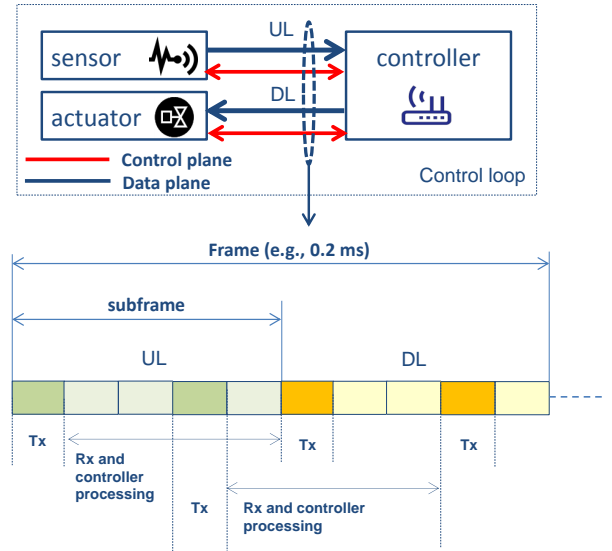 UL
sensor
controller
DL
actuator
Control plane
Data plane
Control loop
Frame (e.g., 0.2 ms)
subframe
UL
DL
Tx
Rx and
controller
processing
Tx
Tx
Rx and controller
processing
Tx